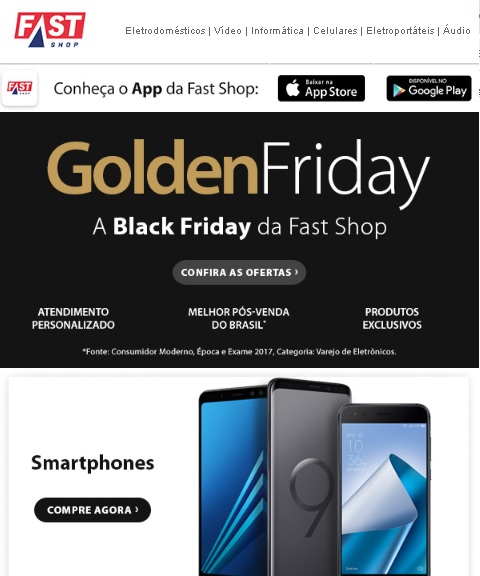 FAST
SHOP
Eletrodomésticos | Vídeo | Informática | Celulares | Eletroportáteis | Áudio
FAST
SHOP
Conheça o App da Fast Shop:
Baixar na
App Store
DISPONÍVEL NO
Google Play
GoldenFriday
A Black Friday da Fast Shop
CONFIRA AS OFERTAS ›
ATENDIMENTO
PERSONALIZADO
MELHOR PÓS-VENDA
DO BRASIL*
PRODUTOS
EXCLUSIVOS
*Fonte: Consumidor Moderno, Época e Exame 2017, Categoria: Varejo de Eletrônicos.
Smartphones
COMPRE AGORA ›
9